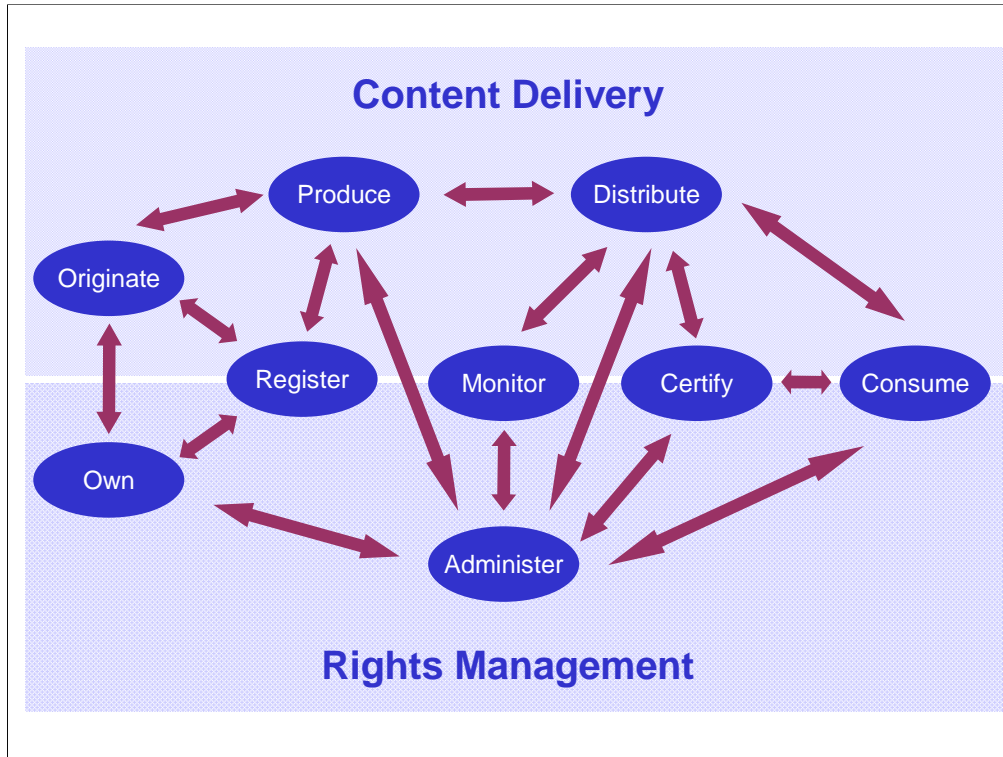 Content Delivery
Produce
Distribute
Originate
Register
Monitor
Certify
Consume
Own
Administer
Rights Management